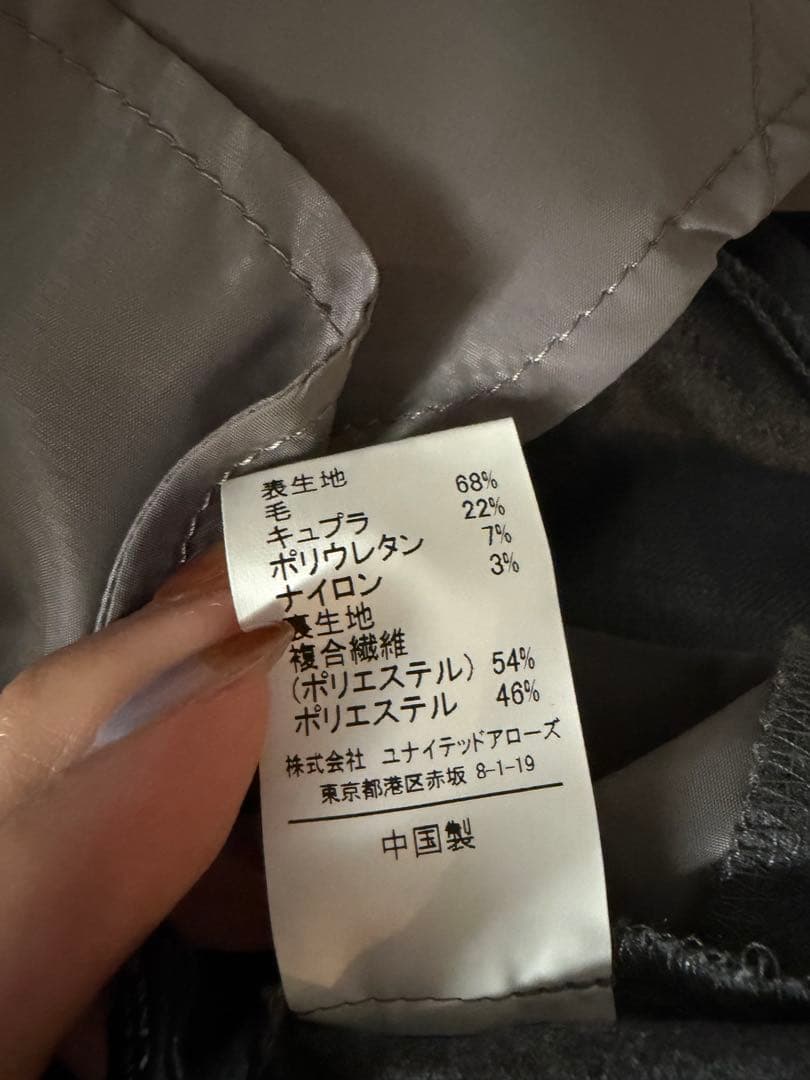 表生地
毛 68%
キュプラ 22%
ポリウレタン 7%
ナイロン 3%
裏生地
複合繊維
(ポリエステル) 54%
ポリエステル 46%
株式会社 ユナイテッドアローズ
東京都港区赤坂 8-1-19
中国製